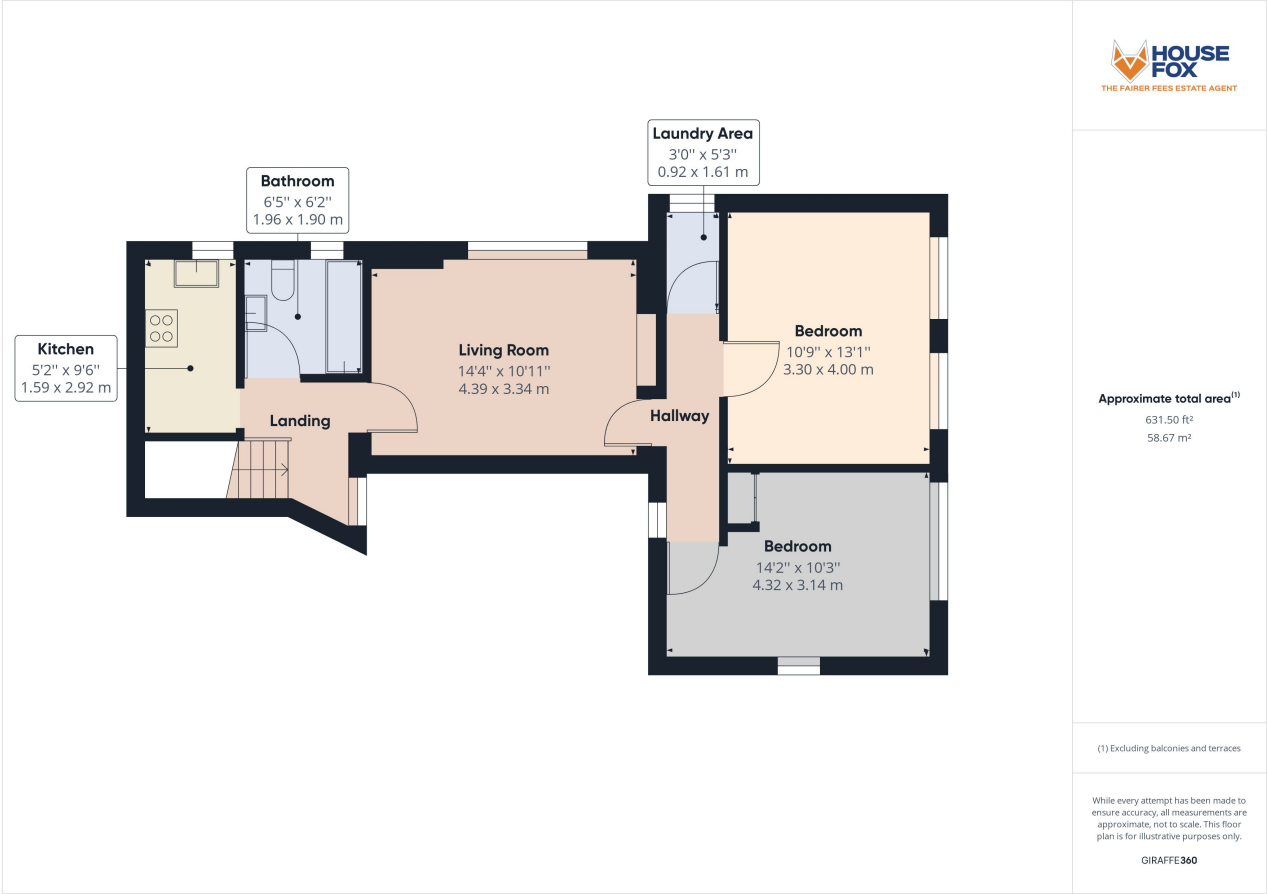 HOUSE
FOX
THE FAIRER FEES ESTATE AGENT
Laundry Area
3'0'' x 5'3''
0.92 x 1.61 m
Bathroom
6'5'' x 6'2''
1.96 x 1.90 m
Kitchen
5'2'' x 9'6''
1.59 x 2.92 m
Living Room
14'4'' x 10'11''
4.39 x 3.34 m
Bedroom
10'9'' x 13'1''
3.30 x 4.00 m
Landing
Hallway
Bedroom
14'2'' x 10'3''
4.32 x 3.14 m
Approximate total area(1)
631.50 ft²
58.67 m²
(1) Excluding balconies and terraces
While every attempt has been made to
ensure accuracy, all measurements are
approximate, not to scale. This floor
plan is for illustrative purposes only.
GIRAFFE360